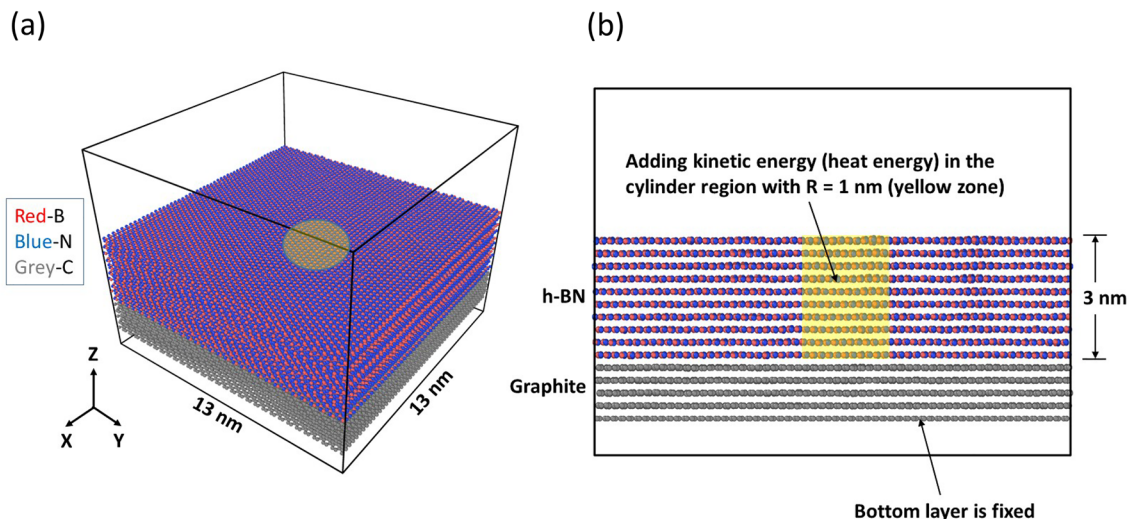 (a)
(b)
Red-B
Blue-N
Grey-C
Z
X
Y
13 nm
13 nm
Adding kinetic energy (heat energy) in the
cylinder region with R = 1 nm (yellow zone)
h-BN
3 nm
Graphite
Bottom layer is fixed